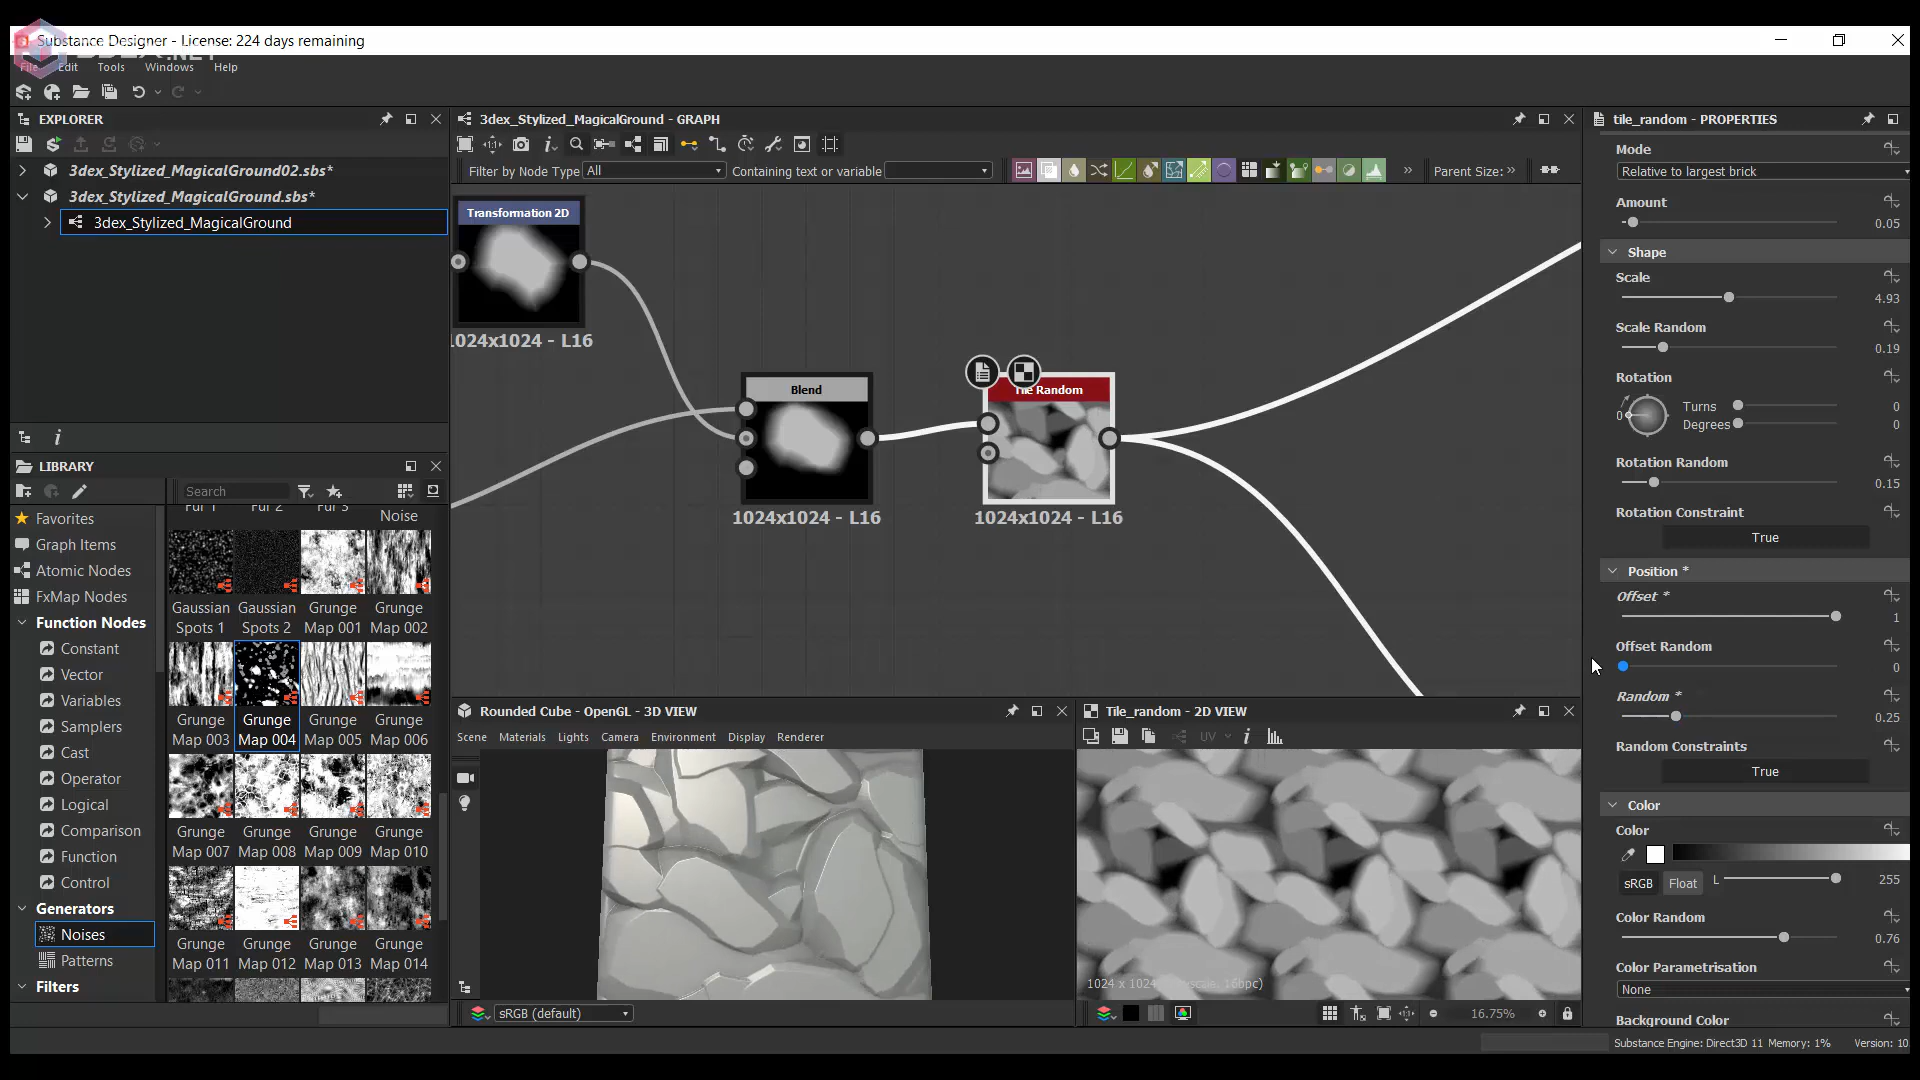 Substance Designer - License: 224 days remaining
File Edit Tools Windows Help
EXPLORER
3dex_Stylized_MagicalGround02.sbs*
3dex_Stylized_MagicalGround.sbs*
3dex_Stylized_MagicalGround
LIBRARY
Search
Favorites
Graph Items
Atomic Nodes
FxMap Nodes
Function Nodes
Constant
Vector
Variables
Samplers
Cast
Operator
Logical
Comparison
Function
Control
Generators
Noises
Patterns
Filters
Fur 1 Fur 2 Fur 3 Noise
Gaussian Spots 1
Gaussian Spots 2
Grunge Map 001
Grunge Map 002
Grunge Map 003
Grunge Map 004
Grunge Map 005
Grunge Map 006
Grunge Map 007
Grunge Map 008
Grunge Map 009
Grunge Map 010
Grunge Map 011
Grunge Map 012
Grunge Map 013
Grunge Map 014
3dex_Stylized_MagicalGround - GRAPH
Filter by Node Type All Containing text or variable Parent Size:
Transformation 2D
1024x1024 - L16
Blend
1024x1024 - L16
Tile Random
1024x1024 - L16
Rounded Cube - OpenGL - 3D VIEW
Scene Materials Lights Camera Environment Display Renderer
sRGB (default)
Tile_random - 2D VIEW
UV
16.75%
tile_random - PROPERTIES
Mode
Relative to largest brick
Amount
0.05
Shape
Scale
4.93
Scale Random
0.19
Rotation
0 Turns 0
Degrees 0
Rotation Random
0.15
Rotation Constraint
True
Position *
Offset *
1
Offset Random
0
Random *
0.25
Random Constraints
True
Color
Color
sRGB Float L 255
Color Random
0.76
Color Parametrisation
None
Background Color
Substance Engine: Direct3D 11 Memory: 1% Version: 10